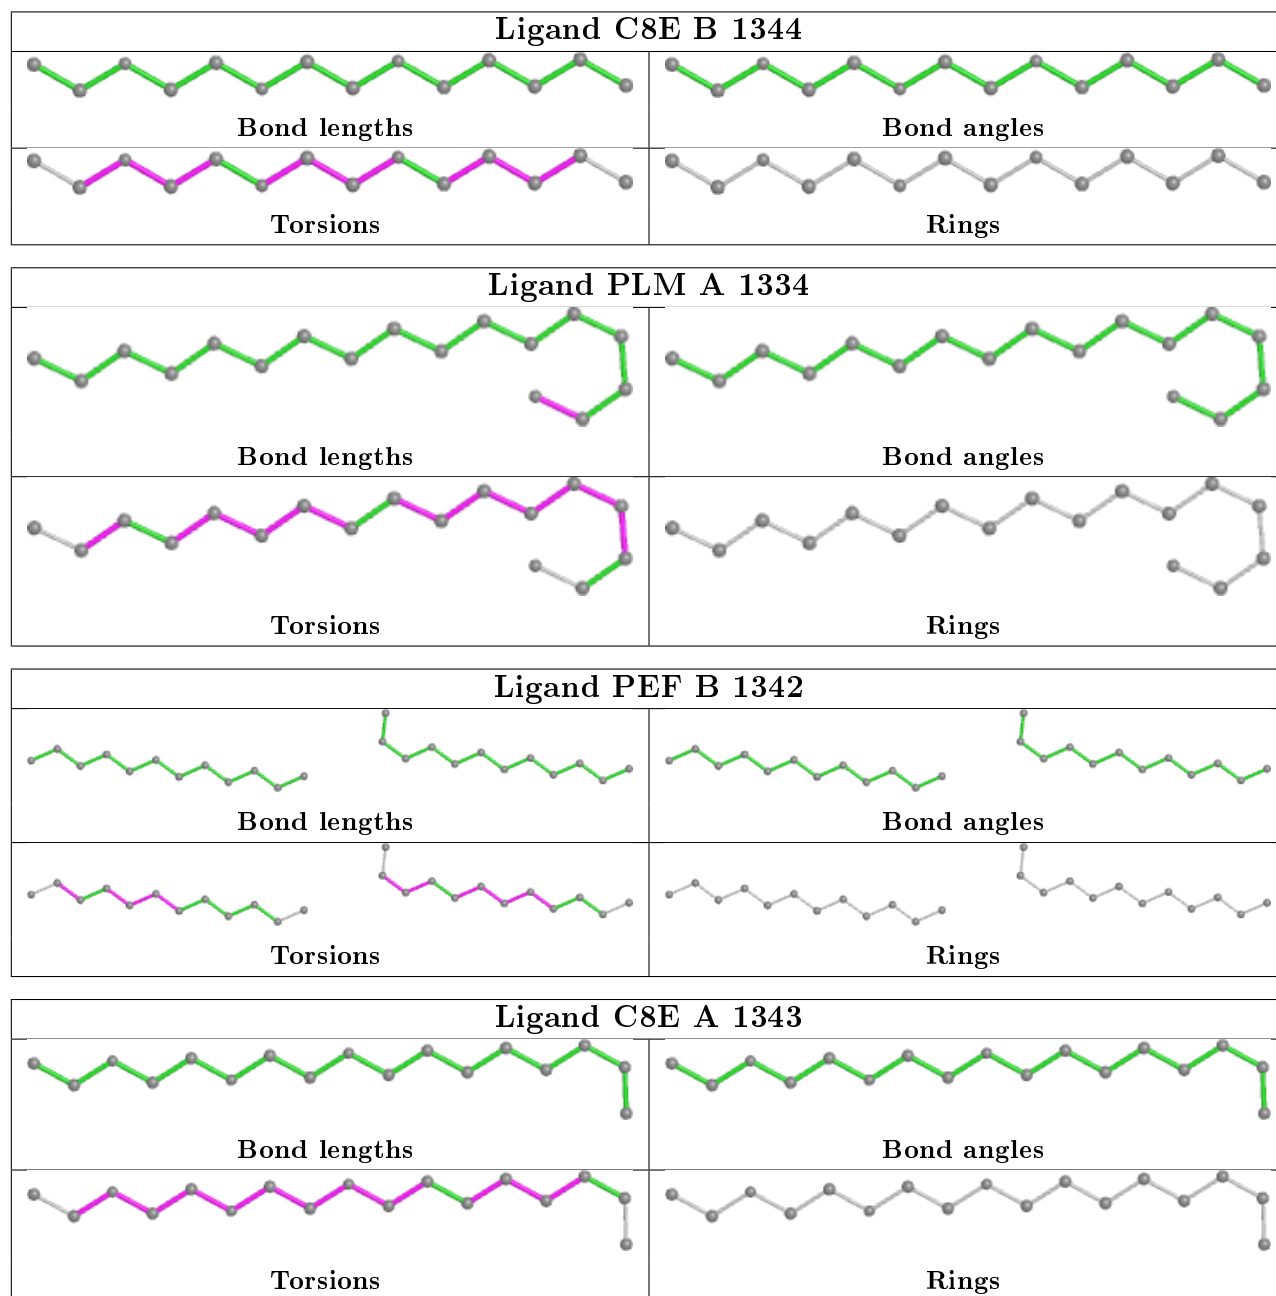 Ligand C8E B 1344
Bond lengths
Bond angles
Torsions
Rings
Ligand PLM A 1334
Bond lengths
Bond angles
Torsions
Rings
Ligand PEF B 1342
Bond lengths
Bond angles
Torsions
Rings
Ligand C8E A 1343
Bond lengths
Bond angles
Torsions
Rings